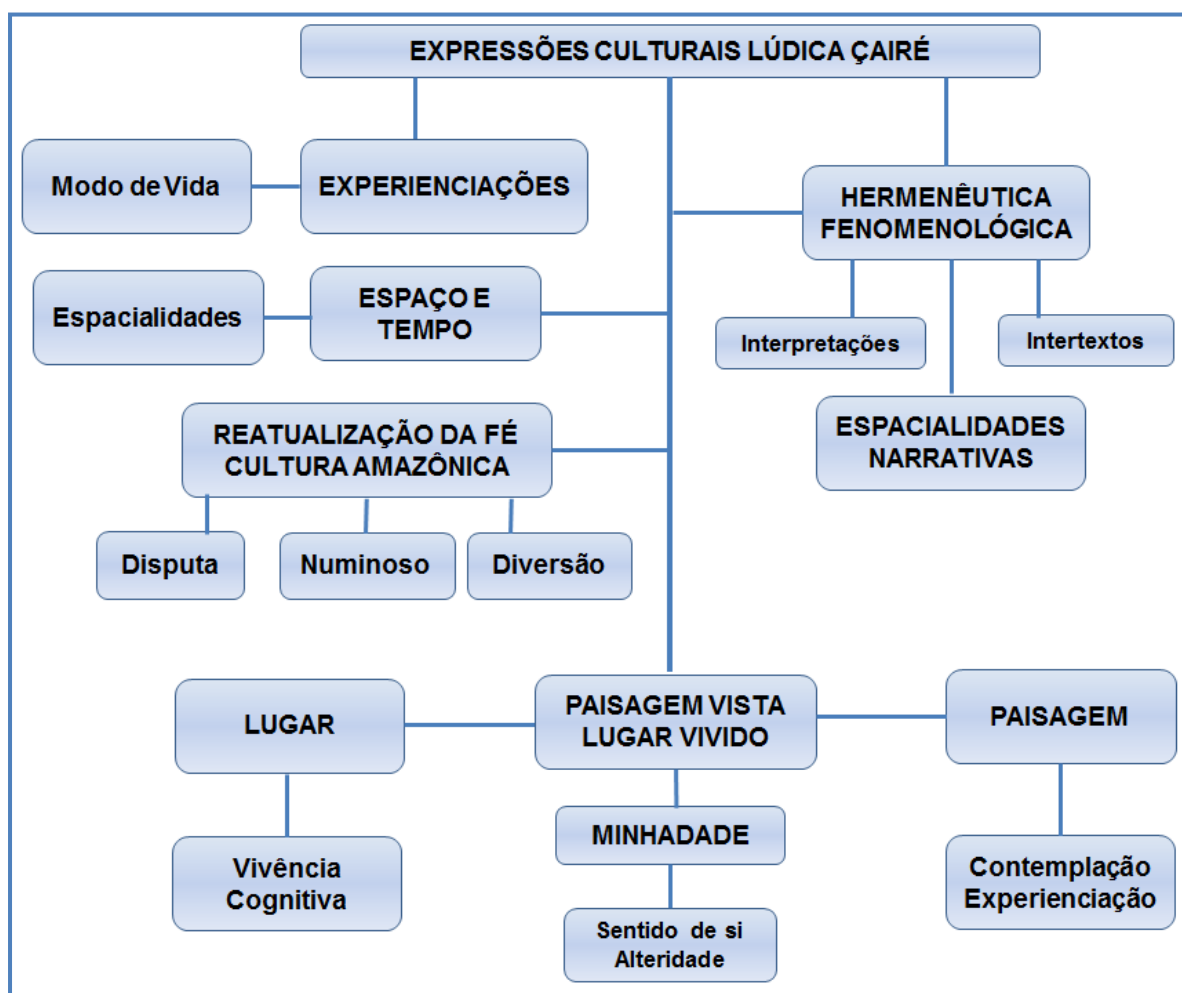 EXPRESSÕES CULTURAIS LÚDICA ÇAIRÉ
Modo de Vida
EXPERIENCIAÇÕES
HERMENÊUTICA
FENOMENOLÓGICA
Espacialidades
ESPAÇO E
TEMPO
Interpretações
Intertextos
ESPACIALIDADES
NARRATIVAS
REATUALIZAÇÃO DA FÉ
CULTURA AMAZÔNICA
Disputa
Numinoso
Diversão
LUGAR
PAISAGEM VISTA
LUGAR VIVIDO
PAISAGEM
MINHADADE
Vivência
Cognitiva
Contemplação
Experienciação
Sentido de si
Alteridade